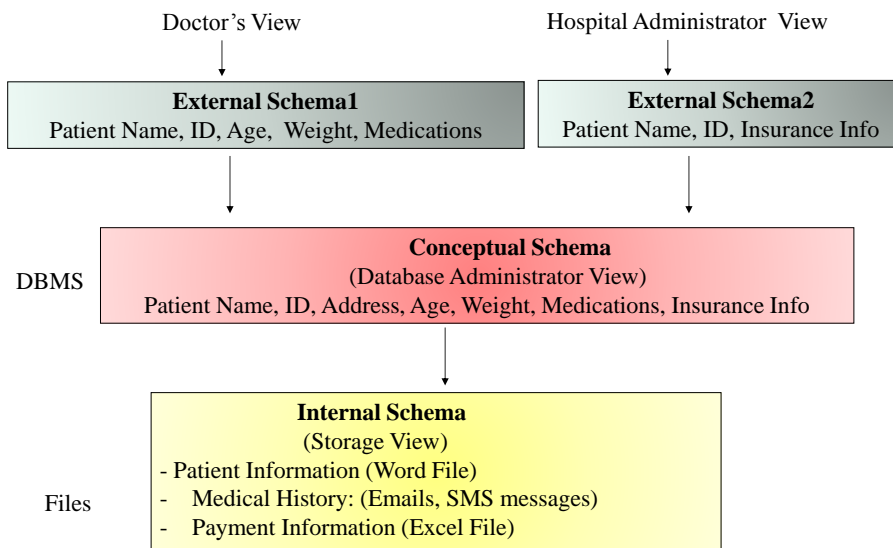 Doctor's View
Hospital Administrator View
External Schema1
Patient Name, ID, Age, Weight, Medications
External Schema2
Patient Name, ID, Insurance Info
DBMS
Conceptual Schema
(Database Administrator View)
Patient Name, ID, Address, Age, Weight, Medications, Insurance Info
Files
Internal Schema
(Storage View)
- Patient Information (Word File)
- Medical History: (Emails, SMS messages)
- Payment Information (Excel File)